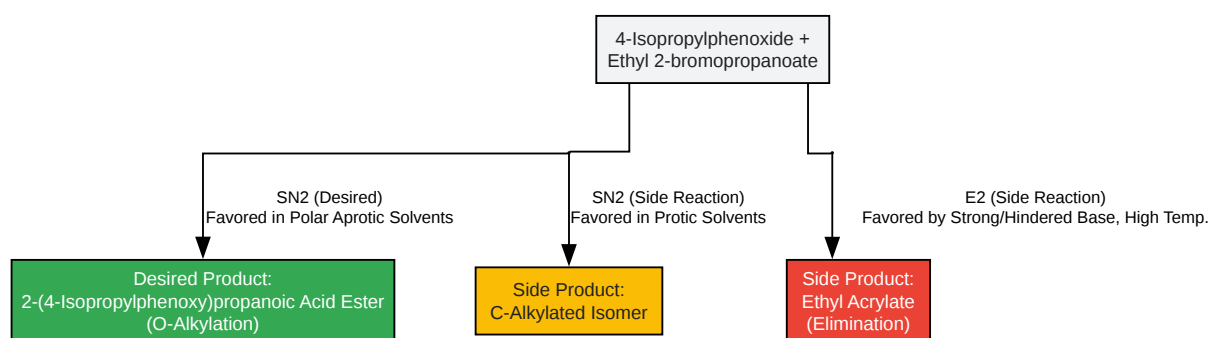 4-Isopropylphenoxide +
Ethyl 2-bromopropanoate
SN2 (Desired)
Favored in Polar Aprotic Solvents
SN2 (Side Reaction)
Favored in Protic Solvents
E2 (Side Reaction)
Favored by Strong/Hindered Base, High Temp.
Desired Product:
2-(4-Isopropylphenoxy)propanoic Acid Ester
(O-Alkylation)
Side Product:
C-Alkylated Isomer
Side Product:
Ethyl Acrylate
(Elimination)